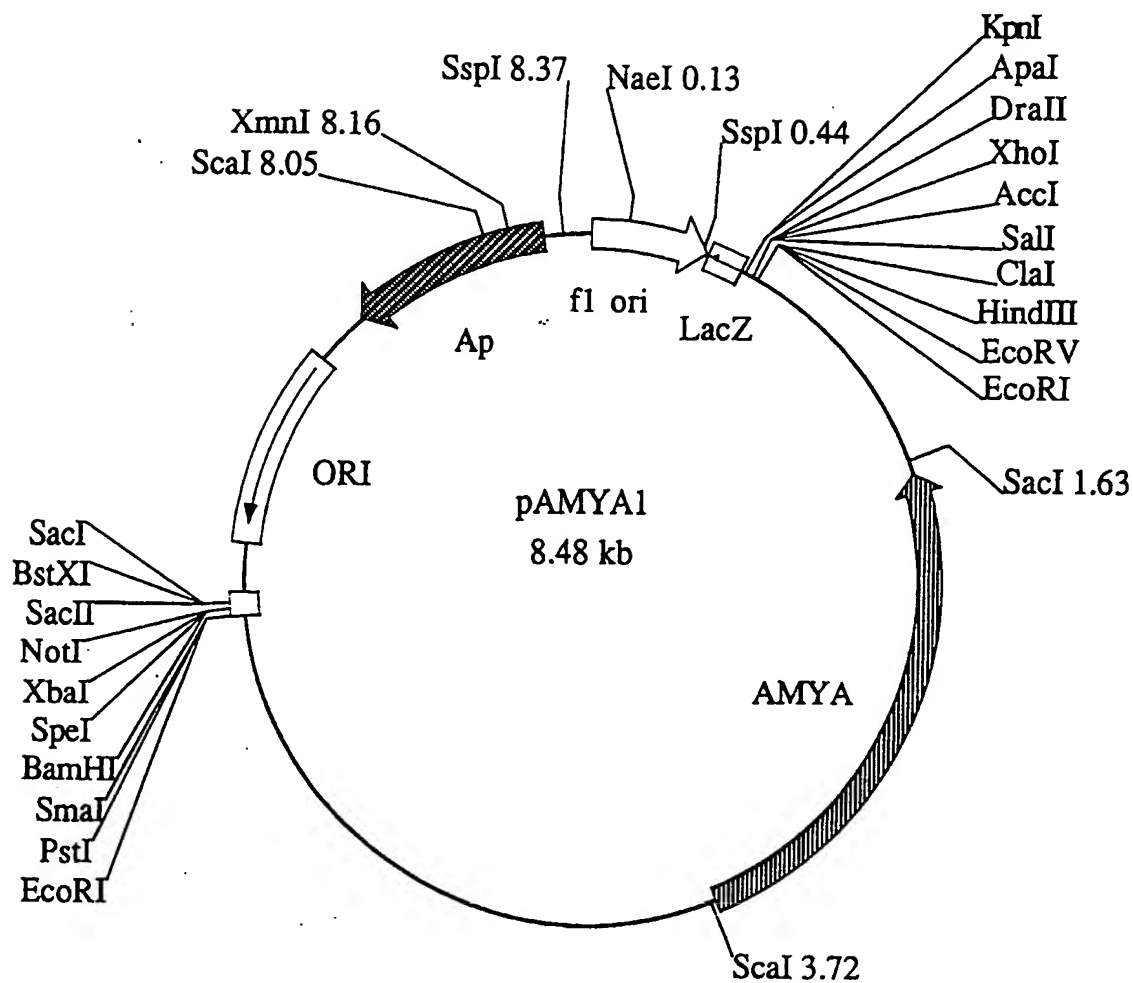 SspI 8.37
NaeI 0.13
XmnI 8.16
SspI 0.44
ScaI 8.05
KpnI
ApaI
DraII
XhoI
AccI
SalI
ClaI
HindIII
EcoRV
EcoRI
f1 ori
LacZ
Ap
ORI
SacI 1.63
pAMYA1
8.48 kb
AMYA
SacI
BstXI
SacII
NotI
XbaI
SpeI
BamHI
SmaI
PstI
EcoRI
ScaI 3.72